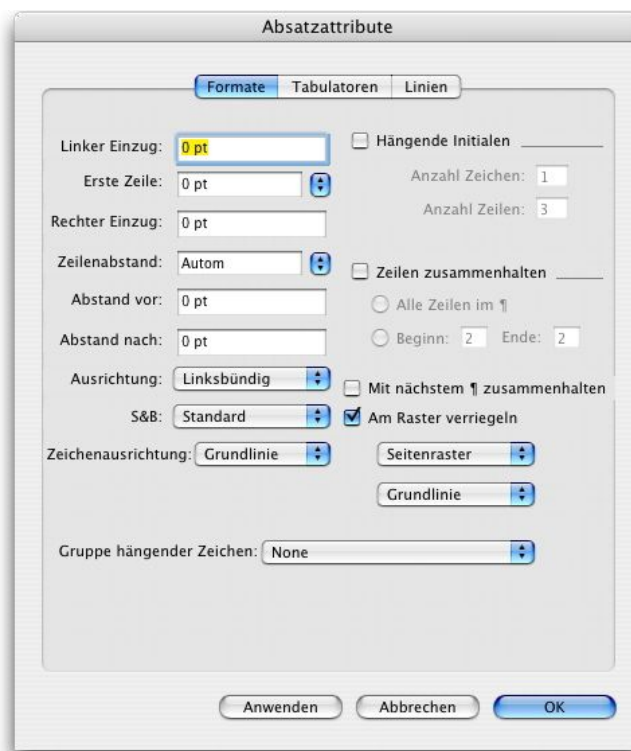 Absatzattribute
Formate Tabulatoren Linien
Linker Einzug: 0 pt
Erste Zeile: 0 pt
Rechter Einzug: 0 pt
Zeilenabstand: Autom
Abstand vor: 0 pt
Abstand nach: 0 pt
Ausrichtung: Linksbündig
S&B: Standard
Zeichenausrichtung: Grundlinie
Hängende Initialen
Anzahl Zeichen: 1
Anzahl Zeilen: 3
Zeilen zusammenhalten
Alle Zeilen im ¶
Beginn: 2 Ende: 2
Mit nächstem ¶ zusammenhalten
Am Raster verriegeln
Seitenraster
Grundlinie
Gruppe hängender Zeichen: None
Anwenden Abbrechen OK